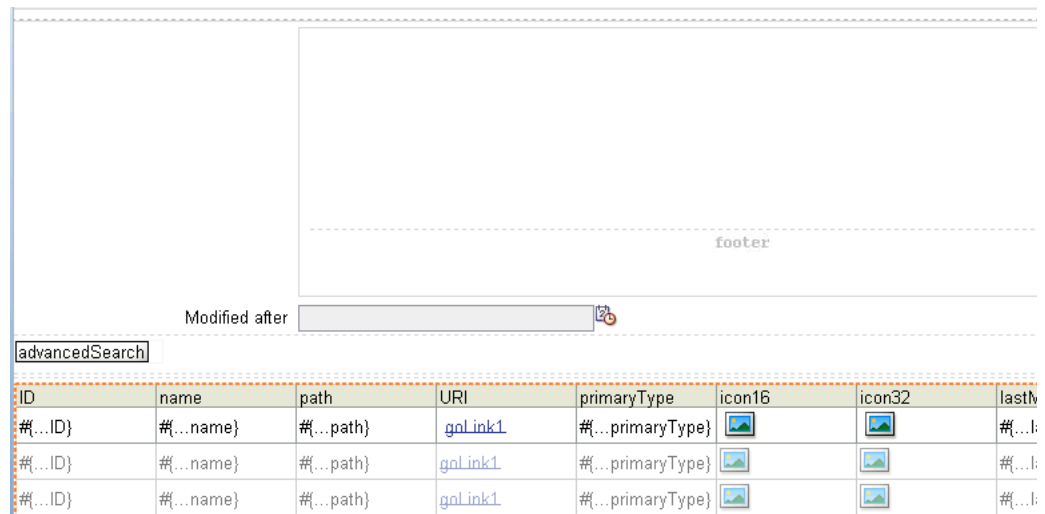 footer
Modified after
advancedSearch
ID name path URI primaryType icon16 icon32
#{...ID} #{...name} #{...path} goLink1 #{...primaryType}
#{...ID} #{...name} #{...path} goLink1 #{...primaryType}
#{...ID} #{...name} #{...path} goLink1 #{...primaryType}